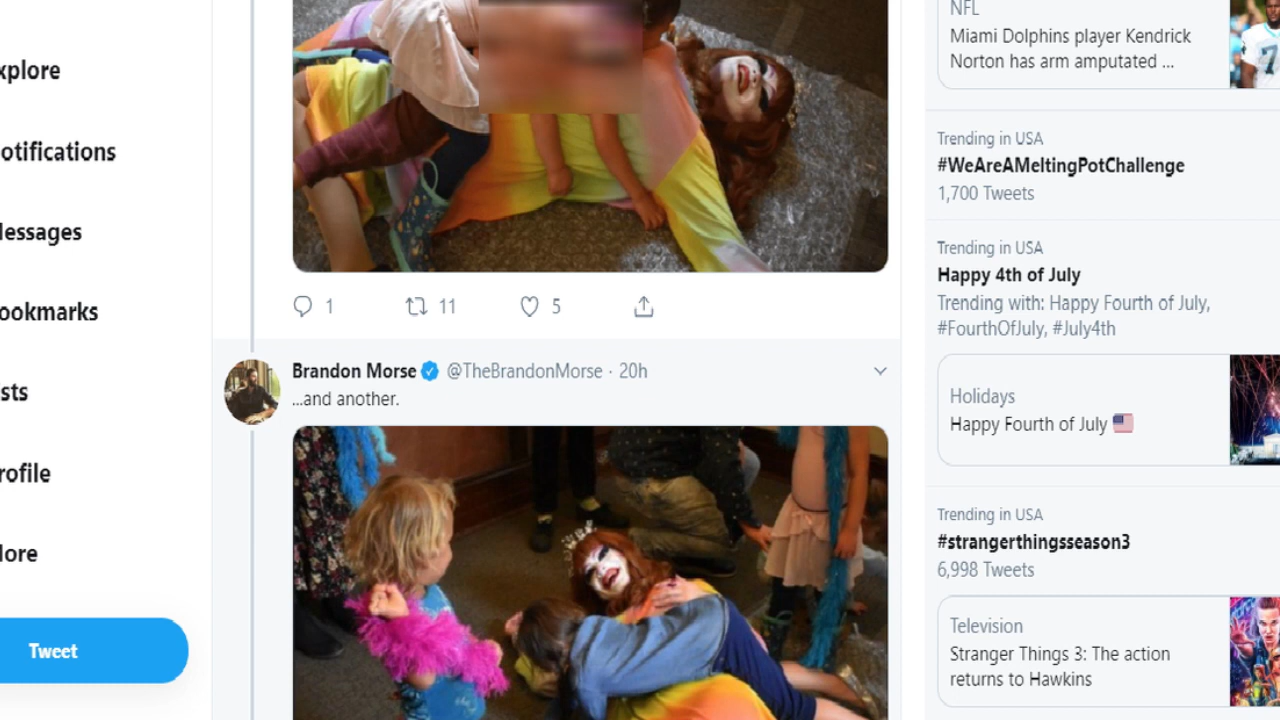 xplore
otifications
lessages
ookmarks
sts
rofile
lore
Tweet
1 11 5
Brandon Morse @TheBrandonMorse · 20h
...and another.
NFL
Miami Dolphins player Kendrick
Norton has arm amputated ...
7
Trending in USA
#WeAreAMeltingPotChallenge
1,700 Tweets
Trending in USA
Happy 4th of July
Trending with: Happy Fourth of July,
#FourthOfJuly, #July4th
Holidays
Happy Fourth of July
Trending in USA
#strangerthingsseason3
6,998 Tweets
Television
Stranger Things 3: The action
returns to Hawkins